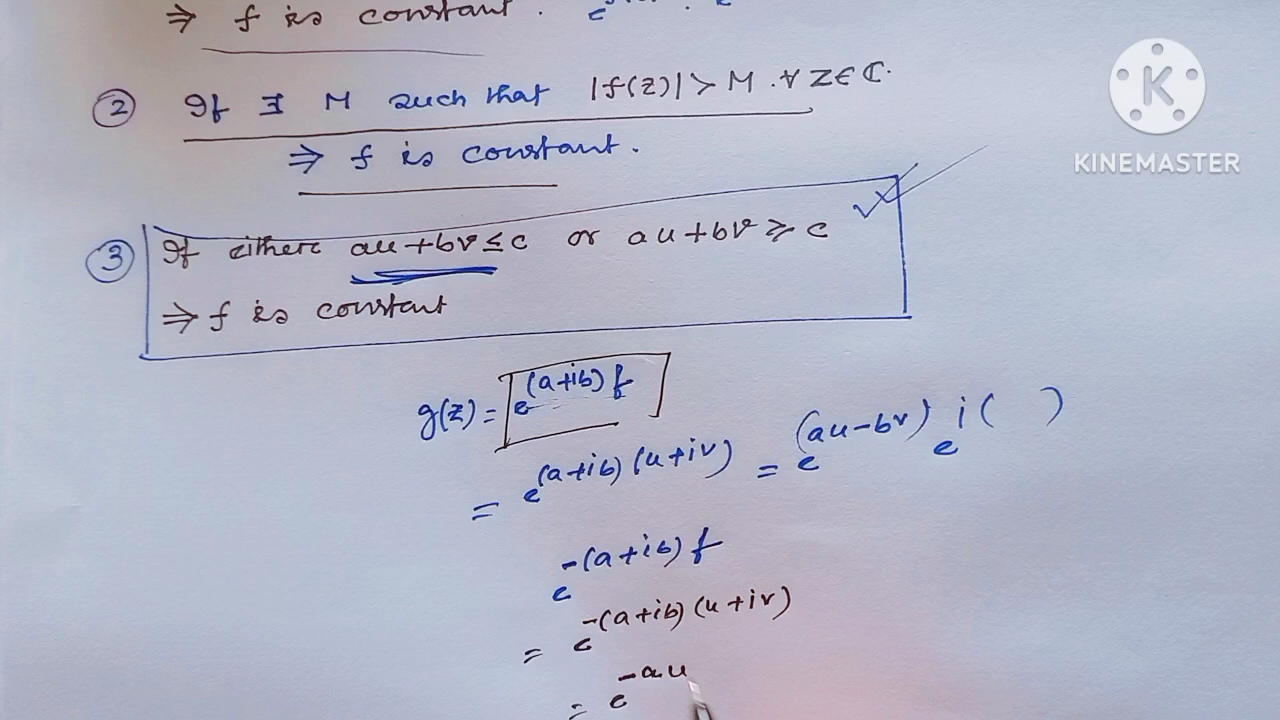 ⇒ f is constant.
② If ∃ M such that |f(z)| > M . ∀ Z ∈ ℂ.
⇒ f is constant.
K
KINEMASTER
③ If either au + bv ≤ c or au + bv ≥ c
⇒ f is constant
g(z) = e^{(a+ib) f}
= e^{(a+ib)(u+iv)} = e^{(au-bv)} e^{i( )}
e^{-(a+ib) f}
= e^{-(a+ib)(u+iv)}
= e^{-au}